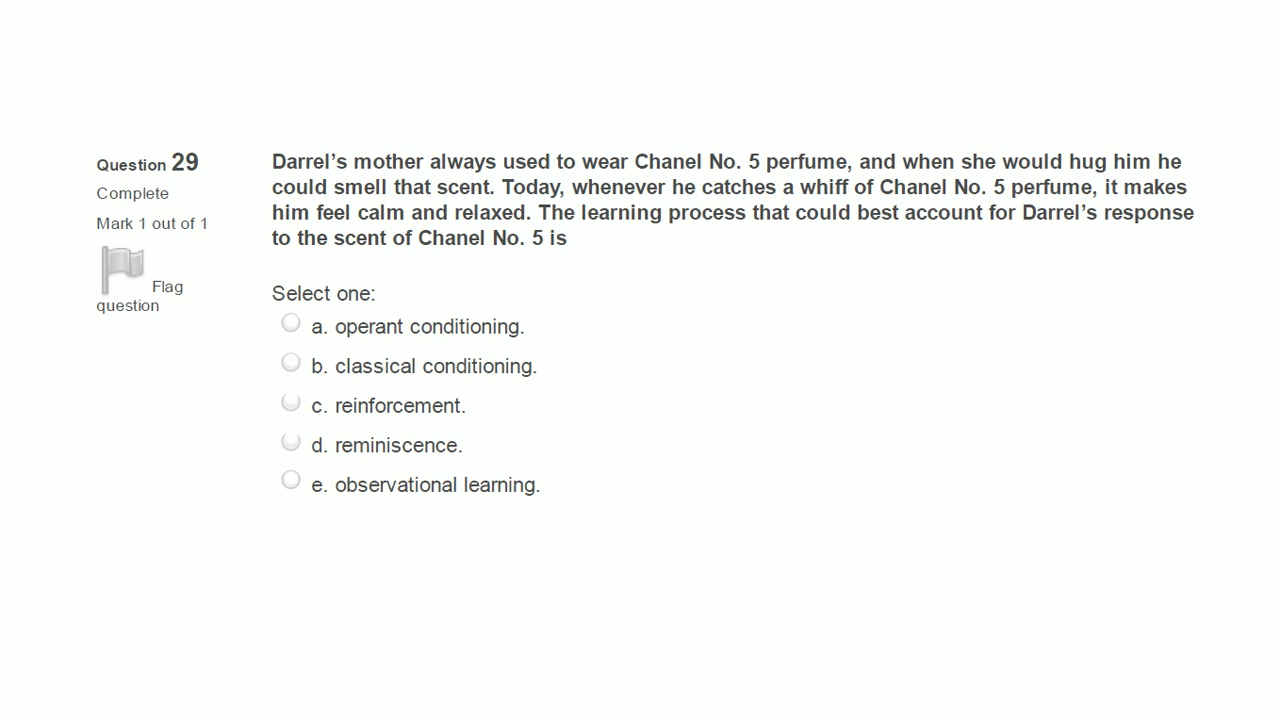 Question 29
Complete
Mark 1 out of 1
Flag
question
Darrel’s mother always used to wear Chanel No. 5 perfume, and when she would hug him he
could smell that scent. Today, whenever he catches a whiff of Chanel No. 5 perfume, it makes
him feel calm and relaxed. The learning process that could best account for Darrel’s response
to the scent of Chanel No. 5 is
Select one:
a. operant conditioning.
b. classical conditioning.
c. reinforcement.
d. reminiscence.
e. observational learning.